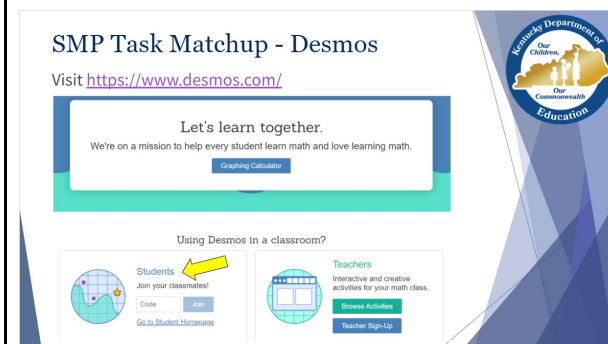 SMP Task Matchup - Desmos
Visit https://www.desmos.com/
Let's learn together.
We're on a mission to help every student learn math and love learning math.
Graphing Calculator
Using Desmos in a classroom?
Students
Join your classmates!
Code Join
Go to Student Homepage
Teachers
Interactive and creative
activities for your math class.
Browse Activities
Teacher Sign-Up
Kentucky Department of
Education
Our
Children,
Our
Commonwealth